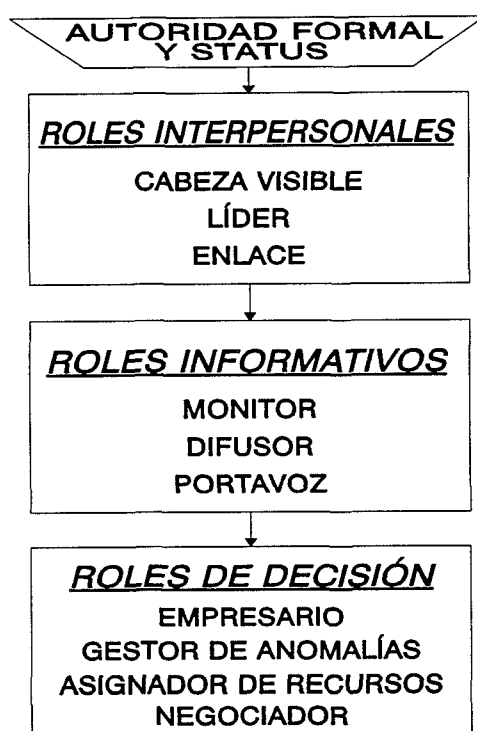 AUTORIDAD FORMAL
Y STATUS
ROLES INTERPERSONALES
CABEZA VISIBLE
LÍDER
ENLACE
ROLES INFORMATIVOS
MONITOR
DIFUSOR
PORTAVOZ
ROLES DE DECISIÓN
EMPRESARIO
GESTOR DE ANOMALÍAS
ASIGNADOR DE RECURSOS
NEGOCIADOR